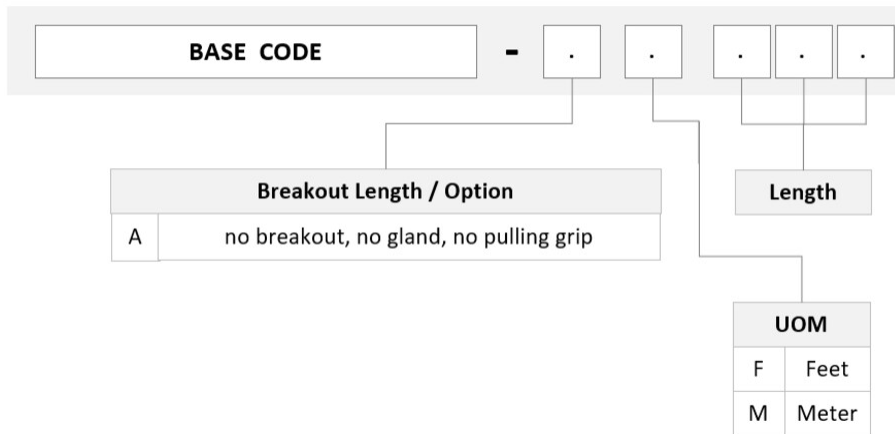 BASE CODE - . . . . .
Breakout Length / Option
A no breakout, no gland, no pulling grip
Length
UOM
F Feet
M Meter